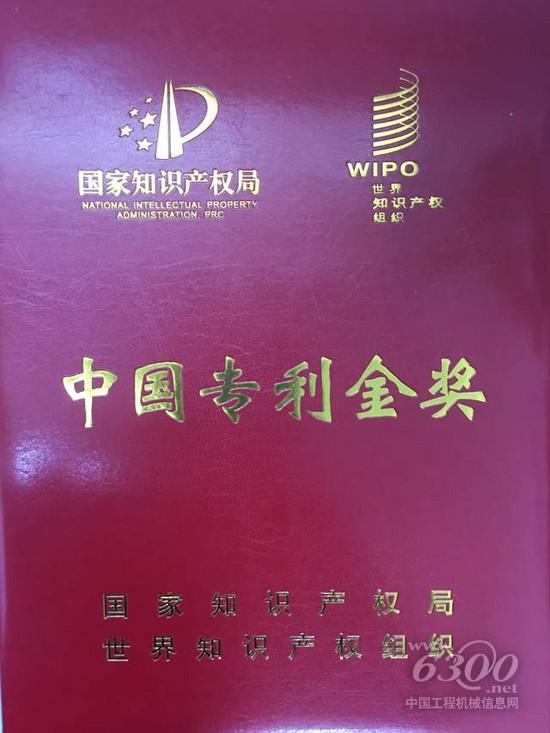 国家知识产权局
NATIONAL INTELLECTUAL PROPERTY
ADMINISTRATION, PRC
WIPO
世界
知识产权
组织
中国专利金奖
国家知识产权局
世界知识产权组织
www.
6300
.net
中国工程机械信息网